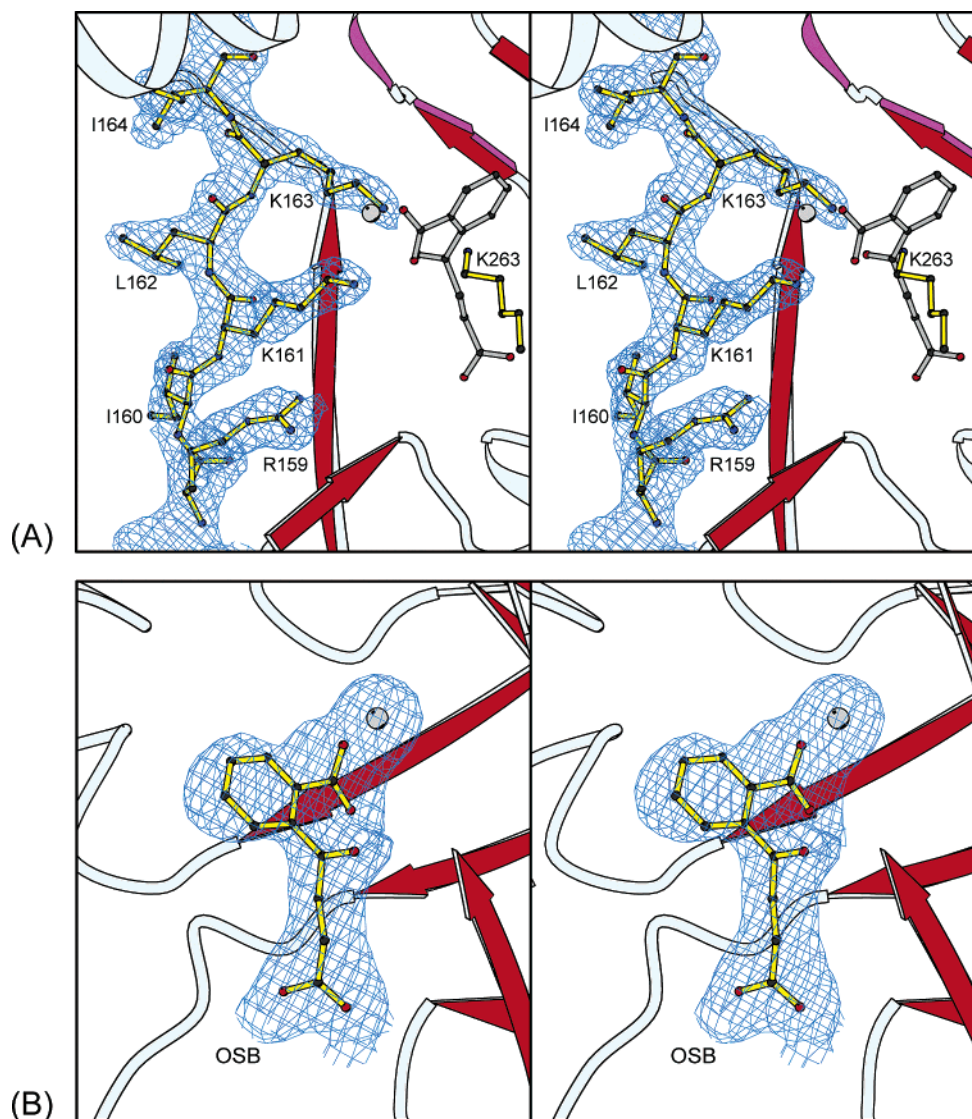 I164 I164
K163 K163
K263 K263
L162 L162
K161 K161
I160 I160
R159 R159
(A)
OSB OSB
(B)